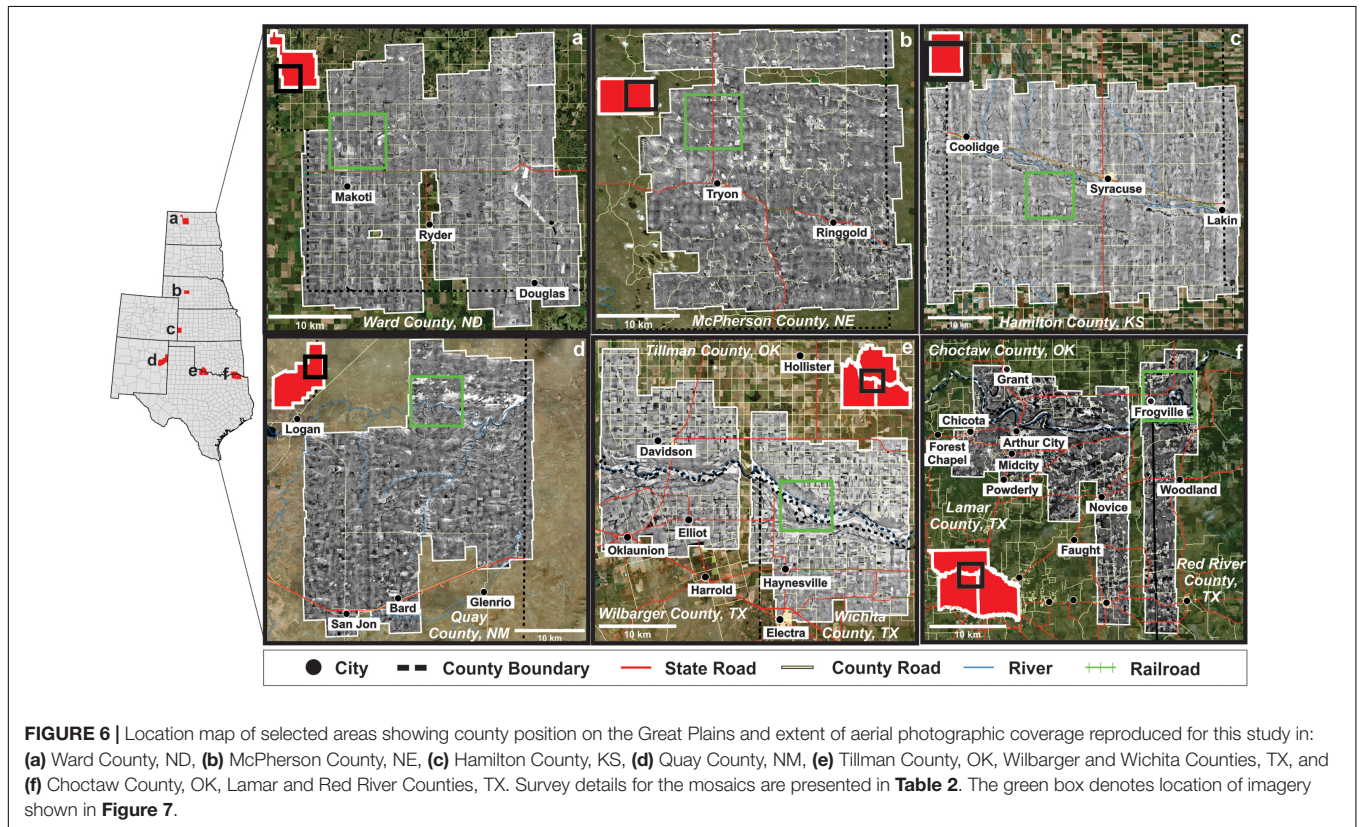 a
b
c
d
e
f
a
Makoti
Ryder
Douglas
10 km
Ward County, ND
b
Tryon
Ringgold
10 km
McPherson County, NE
c
Coolidge
Syracuse
Lakin
10 km
Hamilton County, KS
d
Logan
San Jon
Bard
Glenrio
Quay
County, NM
10 km
Tillman County, OK
e
Hollister
Davidson
Elliot
Oklaunion
Harrold
Haynesville
Electra
Wilbarger County, TX
Wichita
County, TX
10 km
Choctaw County, OK
f
Grant
Frogville
Chicota
Forest
Chapel
Arthur City
Midcity
Powderly
Novice
Woodland
Lamar
County, TX
Faught
Red River
County,
TX
10 km
City County Boundary State Road County Road River Railroad
FIGURE 6 | Location map of selected areas showing county position on the Great Plains and extent of aerial photographic coverage reproduced for this study in:
(a) Ward County, ND, (b) McPherson County, NE, (c) Hamilton County, KS, (d) Quay County, NM, (e) Tillman County, OK, Wilbarger and Wichita Counties, TX, and
(f) Choctaw County, OK, Lamar and Red River Counties, TX. Survey details for the mosaics are presented in Table 2. The green box denotes location of imagery
shown in Figure 7.